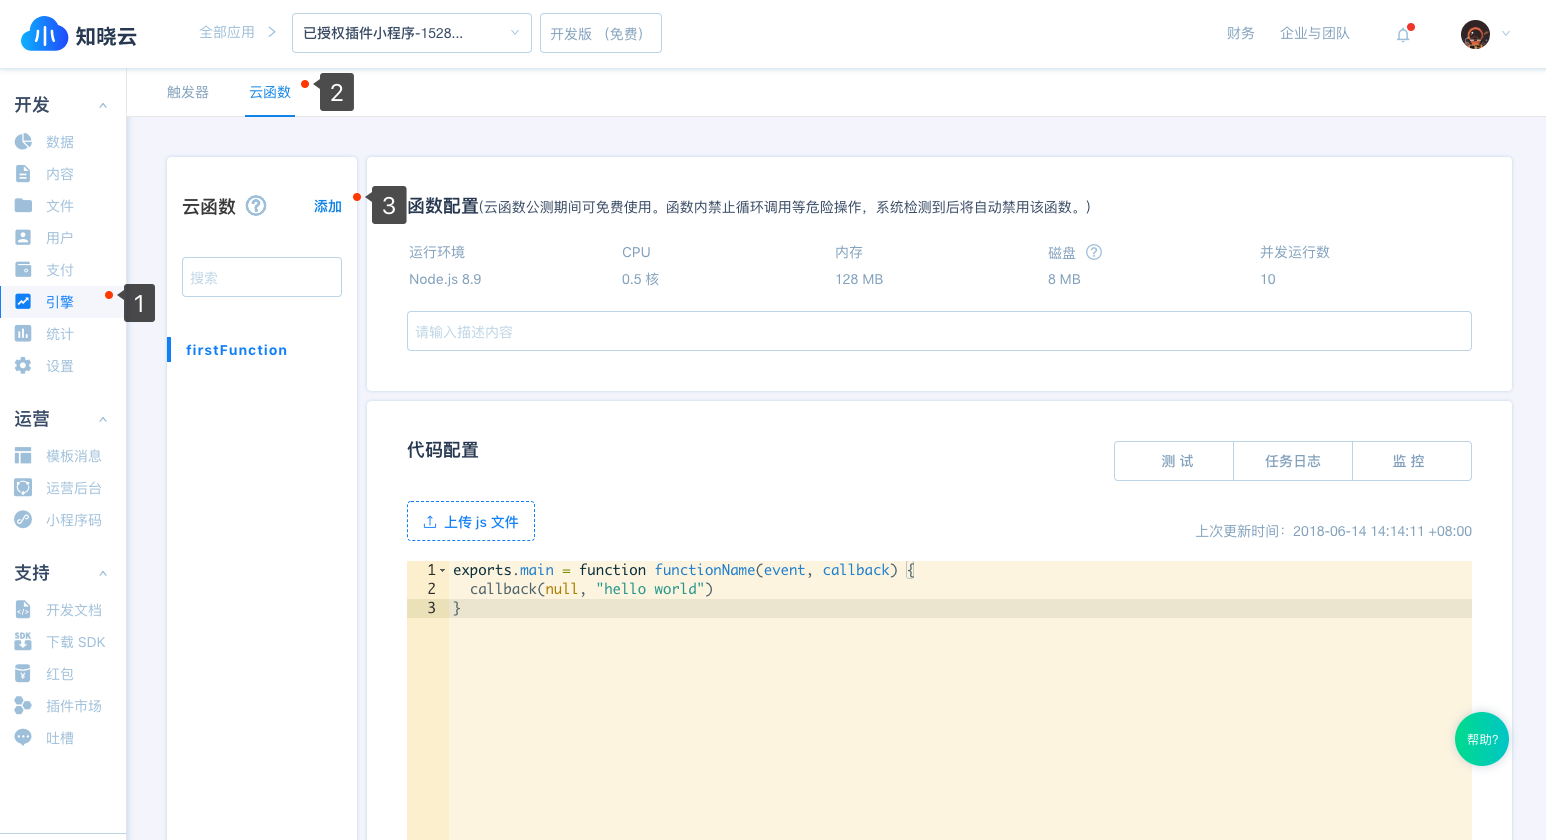 知晓云
全部应用
已授权插件小程序-1528...
开发版 （免费）
财务
企业与团队
开发
数据
内容
文件
用户
支付
引擎
1
统计
设置
运营
模板消息
运营后台
小程序码
支持
开发文档
SDK
下载 SDK
红包
插件市场
吐槽
触发器
云函数
2
云函数
?
添加
3
搜索
firstFunction
函数配置(云函数公测期间可免费使用。函数内禁止循环调用等危险操作，系统检测到后将自动禁用该函数。)
运行环境
CPU
内存
磁盘 ?
并发运行数
Node.js 8.9
0.5 核
128 MB
8 MB
10
请输入描述内容
代码配置
测 试
任务日志
监 控
上传 js 文件
上次更新时间：2018-06-14 14:14:11 +08:00
1 exports.main = function functionName(event, callback) {
2 callback(null, "hello world")
3 }
帮助?